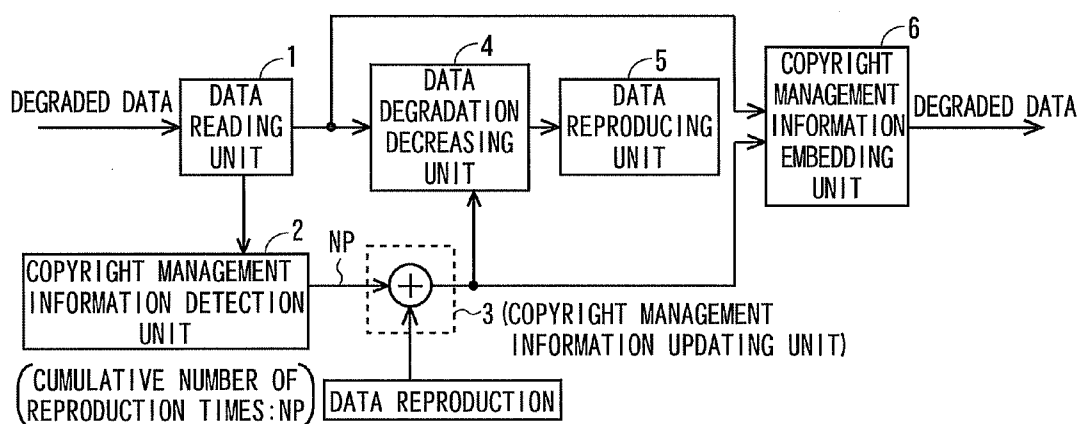 1
DEGRADED DATA
DATA
READING
UNIT
4
DATA
DEGRADATION
DECREASING
UNIT
5
DATA
REPRODUCING
UNIT
6
COPYRIGHT
MANAGEMENT
INFORMATION
EMBEDDING
UNIT
DEGRADED DATA
2
COPYRIGHT MANAGEMENT
INFORMATION DETECTION
UNIT
NP
+
3 (COPYRIGHT MANAGEMENT
INFORMATION UPDATING UNIT)
(CUMULATIVE NUMBER OF
REPRODUCTION TIMES:NP)
DATA REPRODUCTION